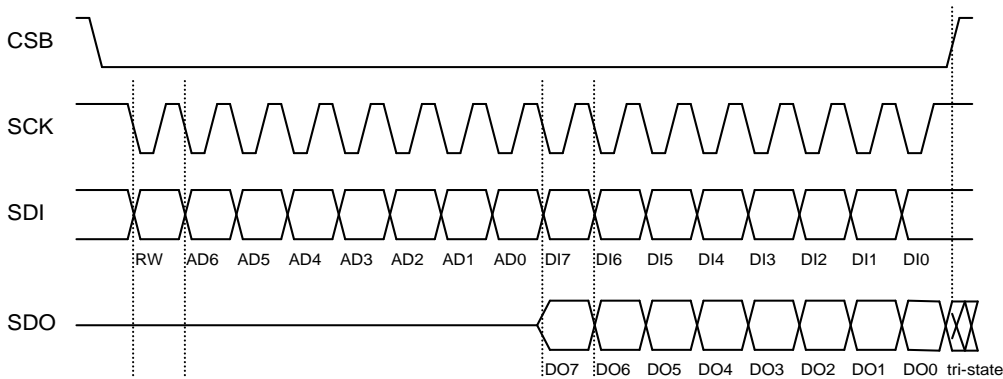 CSB
SCK
SDI
RW AD6 AD5 AD4 AD3 AD2 AD1 AD0 DI7 DI6 DI5 DI4 DI3 DI2 DI1 DI0
SDO
DO7 DO6 DO5 DO4 DO3 DO2 DO1 DO0 tri-state